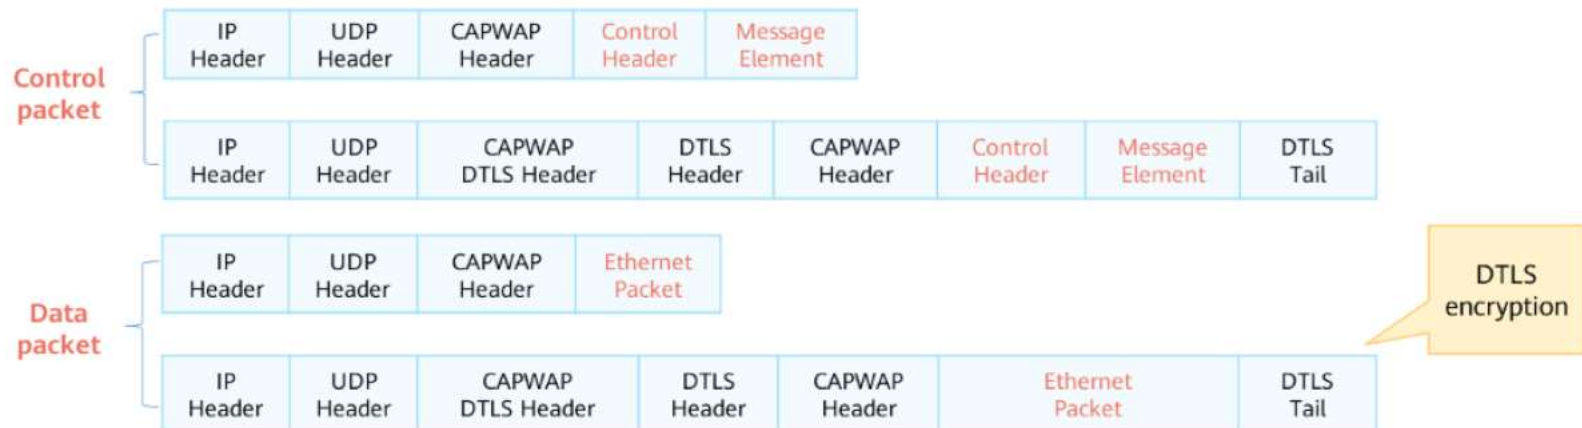 IP Header
UDP Header
CAPWAP Header
Control Header
Message Element
Control packet
IP Header
UDP Header
CAPWAP DTLS Header
DTLS Header
CAPWAP Header
Control Header
Message Element
DTLS Tail
IP Header
UDP Header
CAPWAP Header
Ethernet Packet
Data packet
DTLS encryption
IP Header
UDP Header
CAPWAP DTLS Header
DTLS Header
CAPWAP Header
Ethernet Packet
DTLS Tail